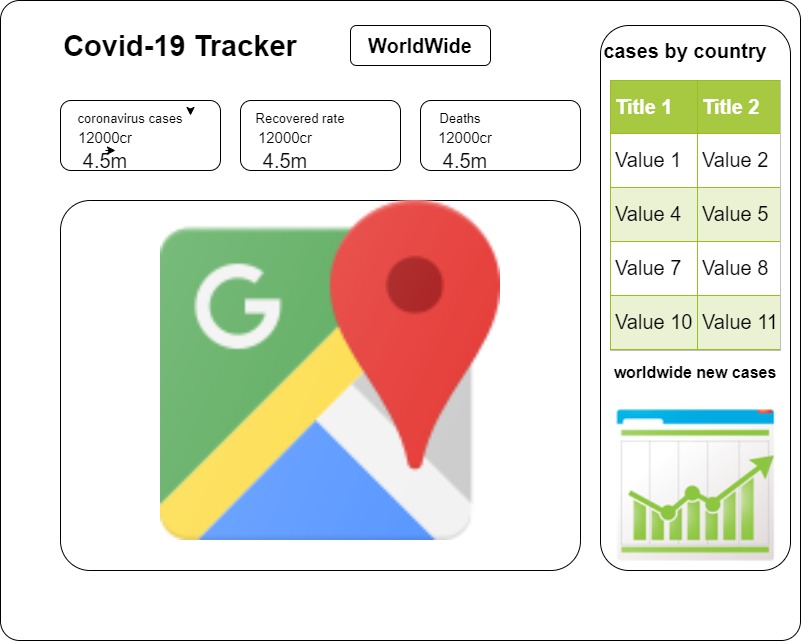 Covid-19 Tracker
WorldWide
coronavirus cases
12000cr
4.5m
Recovered rate
12000cr
4.5m
Deaths
12000cr
4.5m
G
cases by country
Title 1 Title 2
Value 1 Value 2
Value 4 Value 5
Value 7 Value 8
Value 10 Value 11
worldwide new cases